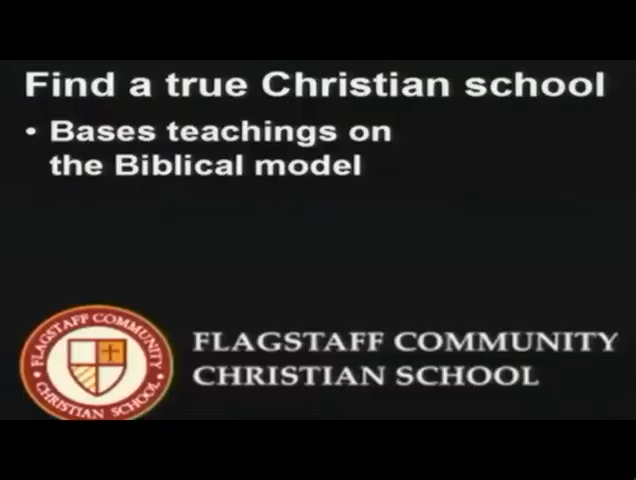 Find a true Christian school
• Bases teachings on
the Biblical model
FLAGSTAFF COMMUNITY
CHRISTIAN SCHOOL
FLAGSTAFF COMMUNITY
CHRISTIAN SCHOOL